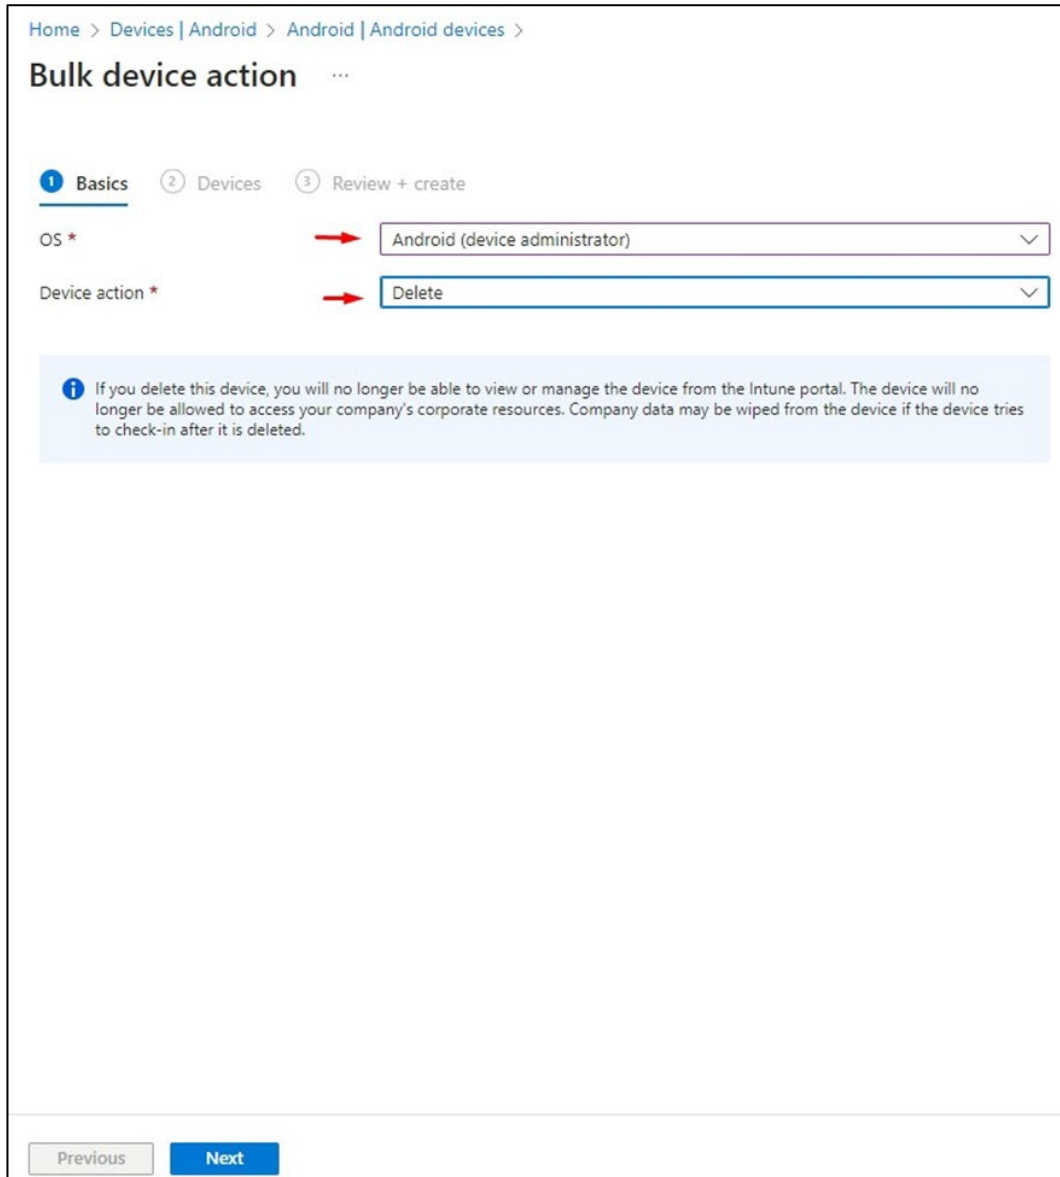 Home > Devices | Android > Android | Android devices >
Bulk device action ...
1 Basics 2 Devices 3 Review + create
OS * Android (device administrator)
Device action * Delete
If you delete this device, you will no longer be able to view or manage the device from the Intune portal. The device will no
longer be allowed to access your company's corporate resources. Company data may be wiped from the device if the device tries
to check-in after it is deleted.
Previous Next